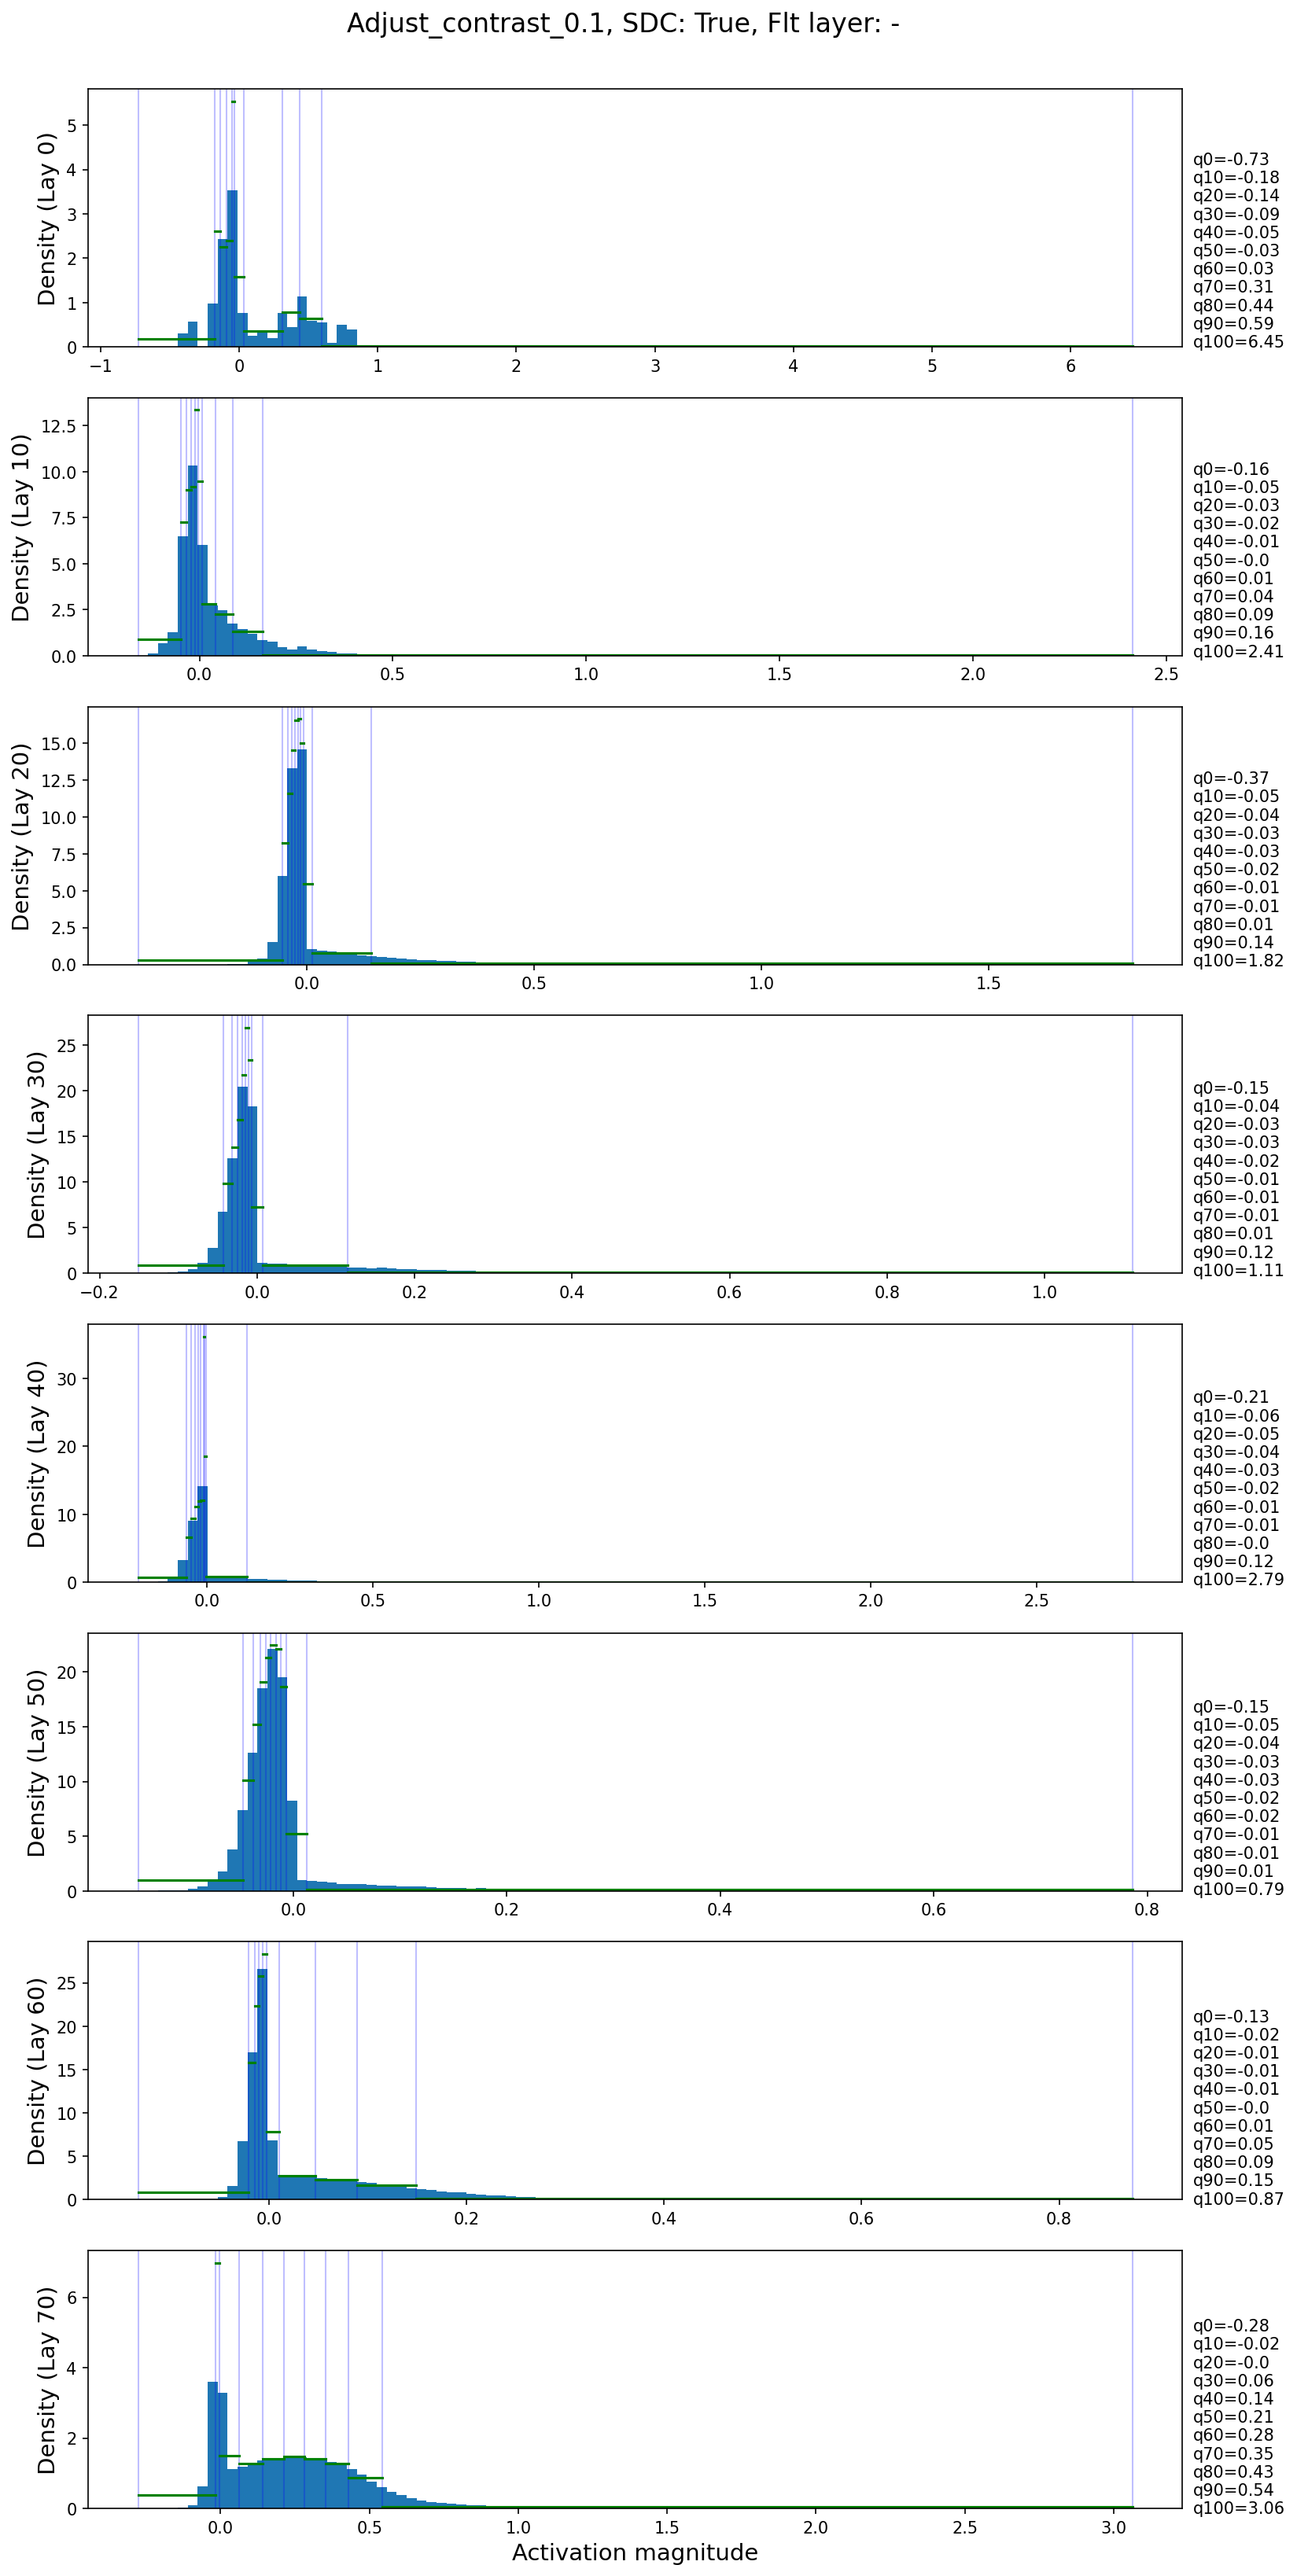 Adjust_contrast_0.1, SDC: True, Flt layer: -
Density (Lay 0)
5
4
3
2
1
0
−1 0 1 2 3 4 5 6
q0=-0.73
q10=-0.18
q20=-0.14
q30=-0.09
q40=-0.05
q50=-0.03
q60=0.03
q70=0.31
q80=0.44
q90=0.59
q100=6.45
Density (Lay 10)
12.5
10.0
7.5
5.0
2.5
0.0
0.0 0.5 1.0 1.5 2.0 2.5
q0=-0.16
q10=-0.05
q20=-0.03
q30=-0.02
q40=-0.01
q50=-0.0
q60=0.01
q70=0.04
q80=0.09
q90=0.16
q100=2.41
Density (Lay 20)
15.0
12.5
10.0
7.5
5.0
2.5
0.0
0.0 0.5 1.0 1.5
q0=-0.37
q10=-0.05
q20=-0.04
q30=-0.03
q40=-0.03
q50=-0.02
q60=-0.01
q70=-0.01
q80=0.01
q90=0.14
q100=1.82
Density (Lay 30)
25
20
15
10
5
0
−0.2 0.0 0.2 0.4 0.6 0.8 1.0
q0=-0.15
q10=-0.04
q20=-0.03
q30=-0.03
q40=-0.02
q50=-0.01
q60=-0.01
q70=-0.01
q80=0.01
q90=0.12
q100=1.11
Density (Lay 40)
30
20
10
0
0.0 0.5 1.0 1.5 2.0 2.5
q0=-0.21
q10=-0.06
q20=-0.05
q30=-0.04
q40=-0.03
q50=-0.02
q60=-0.01
q70=-0.01
q80=-0.0
q90=0.12
q100=2.79
Density (Lay 50)
20
15
10
5
0
0.0 0.2 0.4 0.6 0.8
q0=-0.15
q10=-0.05
q20=-0.04
q30=-0.03
q40=-0.03
q50=-0.02
q60=-0.02
q70=-0.01
q80=-0.01
q90=0.01
q100=0.79
Density (Lay 60)
25
20
15
10
5
0
0.0 0.2 0.4 0.6 0.8
q0=-0.13
q10=-0.02
q20=-0.01
q30=-0.01
q40=-0.01
q50=-0.0
q60=0.01
q70=0.05
q80=0.09
q90=0.15
q100=0.87
Density (Lay 70)
6
4
2
0
0.0 0.5 1.0 1.5 2.0 2.5 3.0
q0=-0.28
q10=-0.02
q20=-0.0
q30=0.06
q40=0.14
q50=0.21
q60=0.28
q70=0.35
q80=0.43
q90=0.54
q100=3.06
Activation magnitude